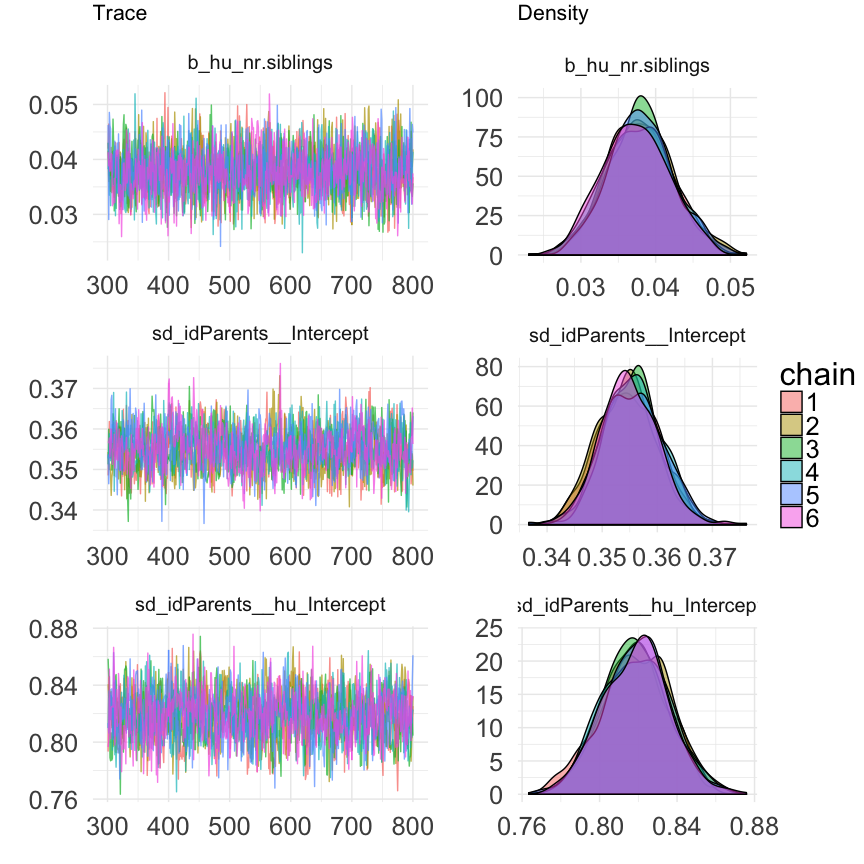 Trace
Density
b_hu_nr.siblings
b_hu_nr.siblings
0.05
0.04
0.03
300 400 500 600 700 800
100
75
50
25
0
0.03 0.04 0.05
sd_idParents__Intercept
sd_idParents__Intercept
0.37
0.36
0.35
0.34
300 400 500 600 700 800
80
60
40
20
0
0.34 0.35 0.36 0.37
chain
1
2
3
4
5
6
sd_idParents__hu_Intercept
sd_idParents__hu_Intercep
0.88
0.84
0.80
0.76
300 400 500 600 700 800
25
20
15
10
5
0
0.76 0.80 0.84 0.88